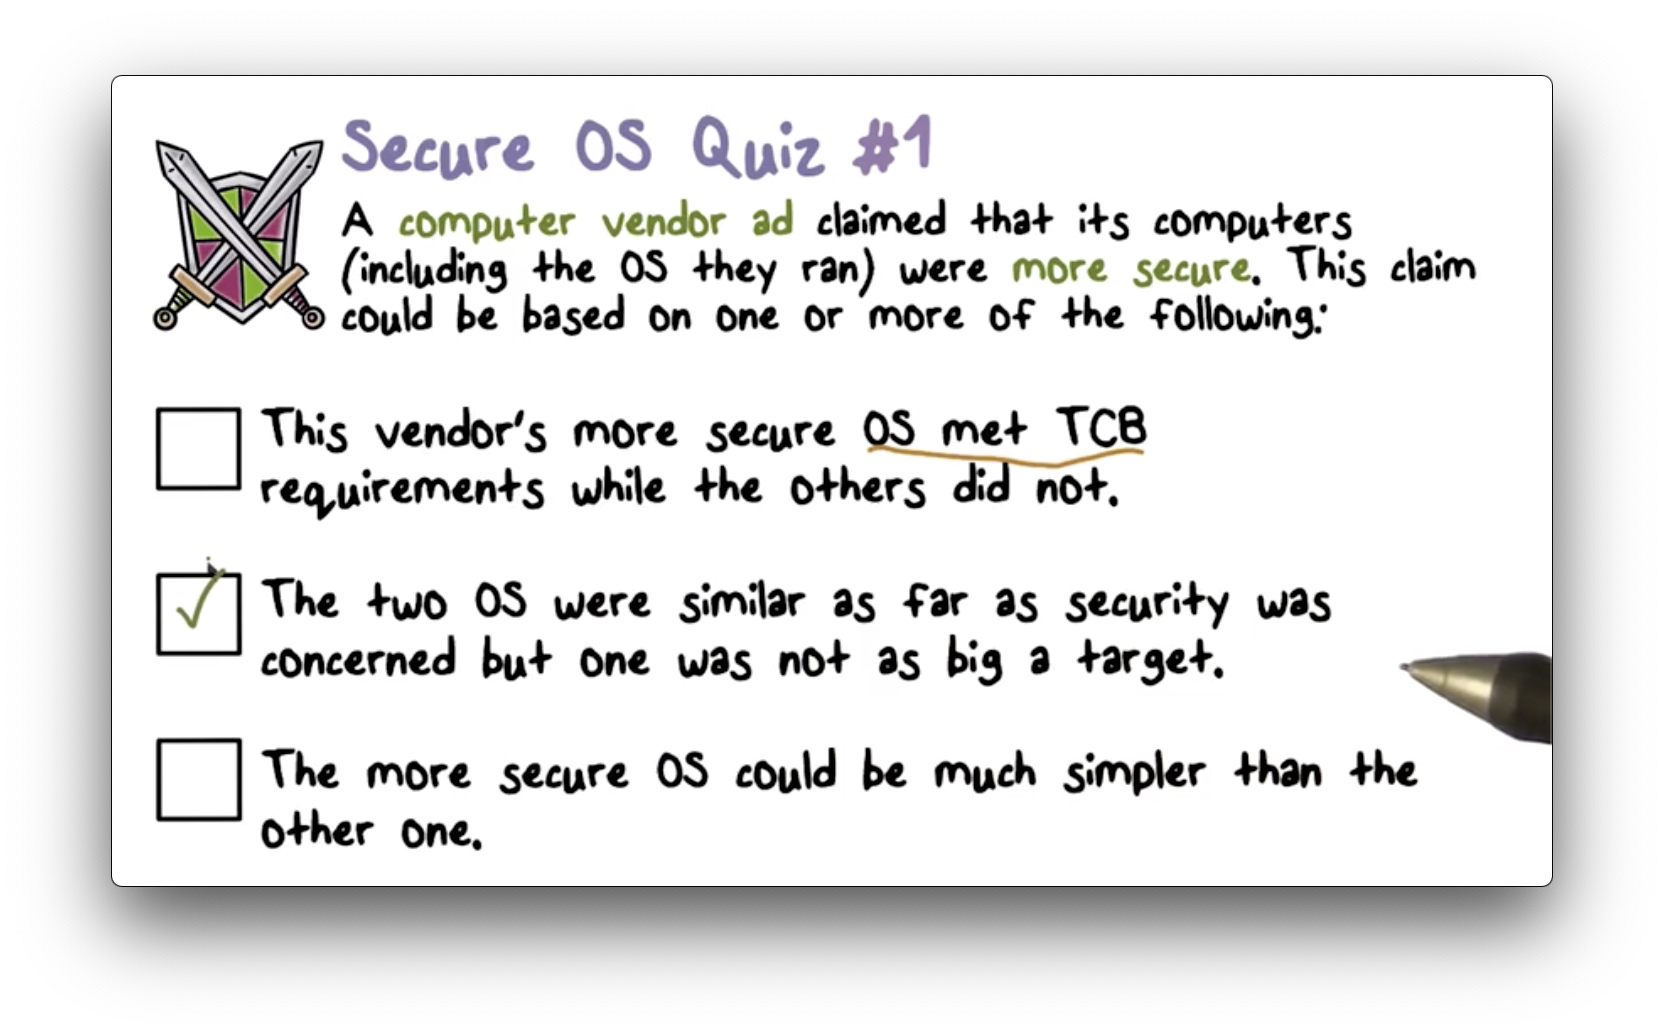 Secure OS Quiz #1
A computer vendor ad claimed that its computers
(including the OS they ran) were more secure. This claim
could be based on one or more of the following:
This vendor's more secure OS met TCB
requirements while the others did not.
The two OS were similar as far as security was
concerned but one was not as big a target.
The more secure OS could be much simpler than the
other one.